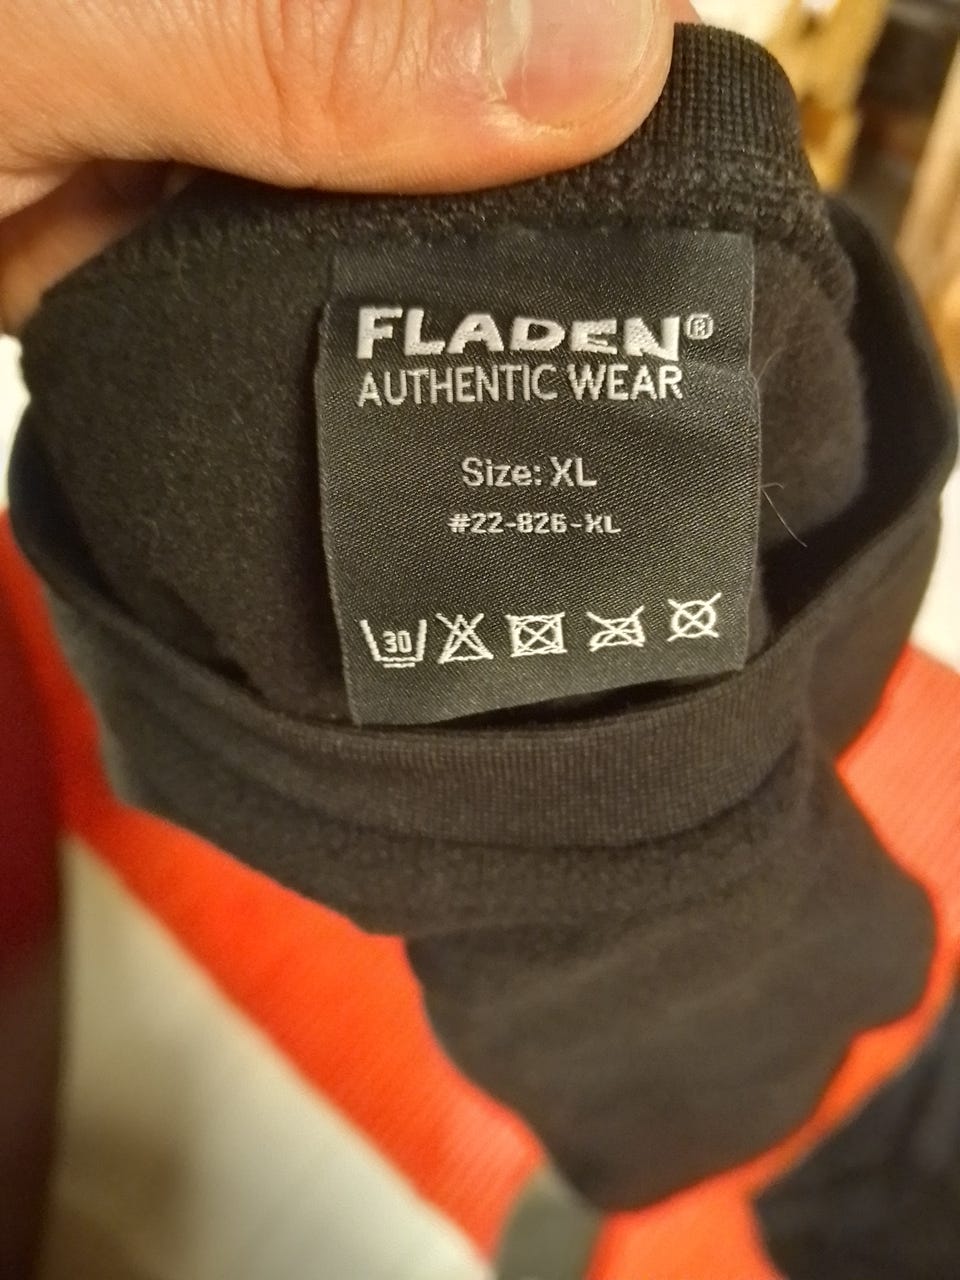 FLADEN®
AUTHENTIC WEAR
Size: XL
#22-826-XL
30